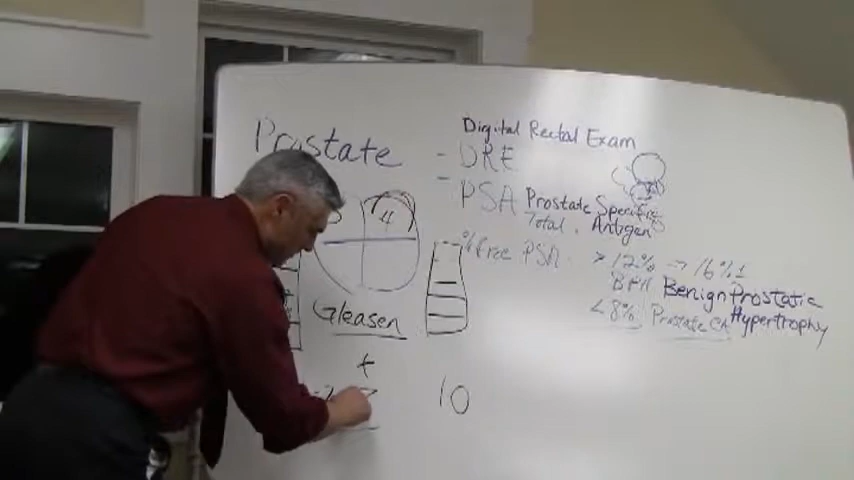 Prostate
Digital Rectal Exam
- DRE
- PSA Prostate Specific
Total . Antigen
% free PSA . > 12% → 16% ±
BPH Benign Prostatic
Hypertrophy
< 8% Prostate CA
4
Gleasen
+
10